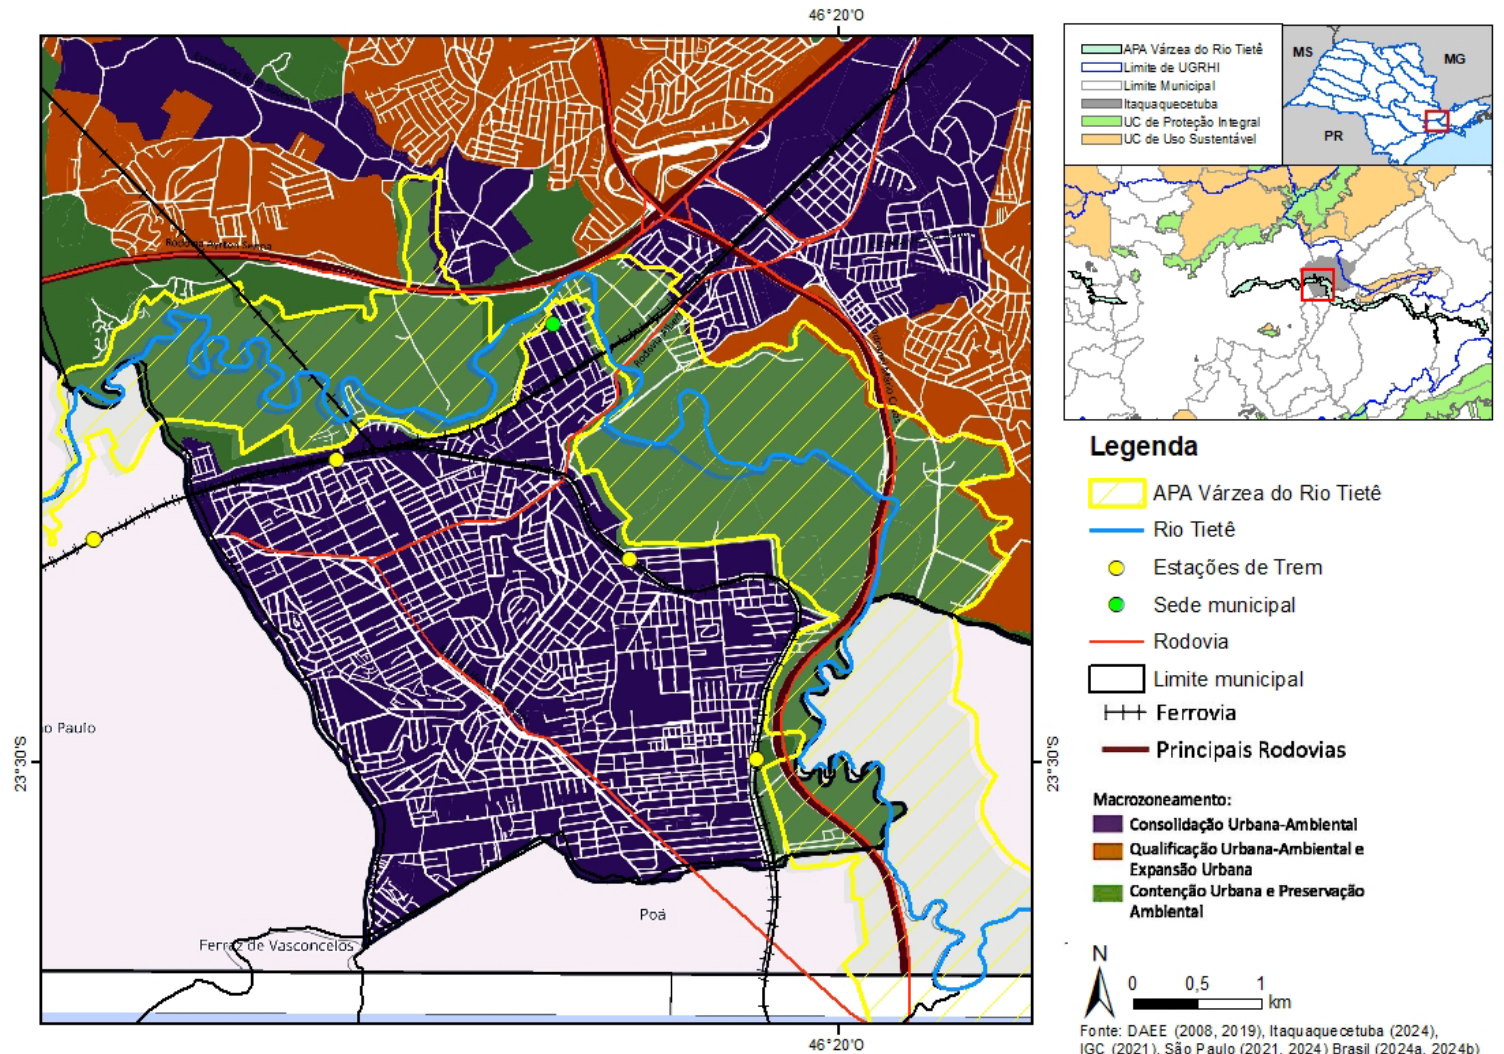 46°20'O
APA Várzea do Rio Tietê
Limite de UGRHI
Limite Municipal
Itaquaquecetuba
UC de Proteção Integral
UC de Uso Sustentável
MS
MG
PR
Rodovia Ayrton Senna
Rodovia
23°30'S
23°30'S
o Paulo
Poá
Ferraz de Vasconcelos
46°20'O
Legenda
APA Várzea do Rio Tietê
Rio Tietê
Estações de Trem
Sede municipal
Rodovia
Limite municipal
Ferrovia
Principais Rodovias
Macrozoneamento:
Consolidação Urbana-Ambiental
Qualificação Urbana-Ambiental e
Expansão Urbana
Contenção Urbana e Preservação
Ambiental
N
0 0,5 1
km
Fonte: DAEE (2008, 2019), Itaquaquecetuba (2024),
IGC (2021), São Paulo (2021, 2024) Brasil (2024a, 2024b)